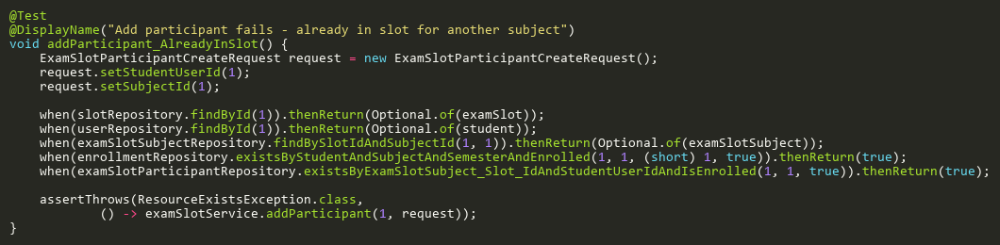 @Test
@DisplayName("Add participant fails - already in slot for another subject")
void addParticipant_AlreadyInSlot() {
    ExamSlotParticipantCreateRequest request = new ExamSlotParticipantCreateRequest();
    request.setStudentUserId(1);
    request.setSubjectId(1);

    when(slotRepository.findById(1)).thenReturn(Optional.of(examSlot));
    when(userRepository.findById(1)).thenReturn(Optional.of(student));
    when(examSlotSubjectRepository.findBySlotIdAndSubjectId(1, 1)).thenReturn(Optional.of(examSlotSubject));
    when(enrollmentRepository.existsByStudentAndSubjectAndSemesterAndEnrolled(1, 1, (short) 1, true)).thenReturn(true);
    when(examSlotParticipantRepository.existsByExamSlotSubject_Slot_IdAndStudentUserIdAndIsEnrolled(1, 1, true)).thenReturn(true);

    assertThrows(ResourceExistsException.class,
            () -> examSlotService.addParticipant(1, request));
}